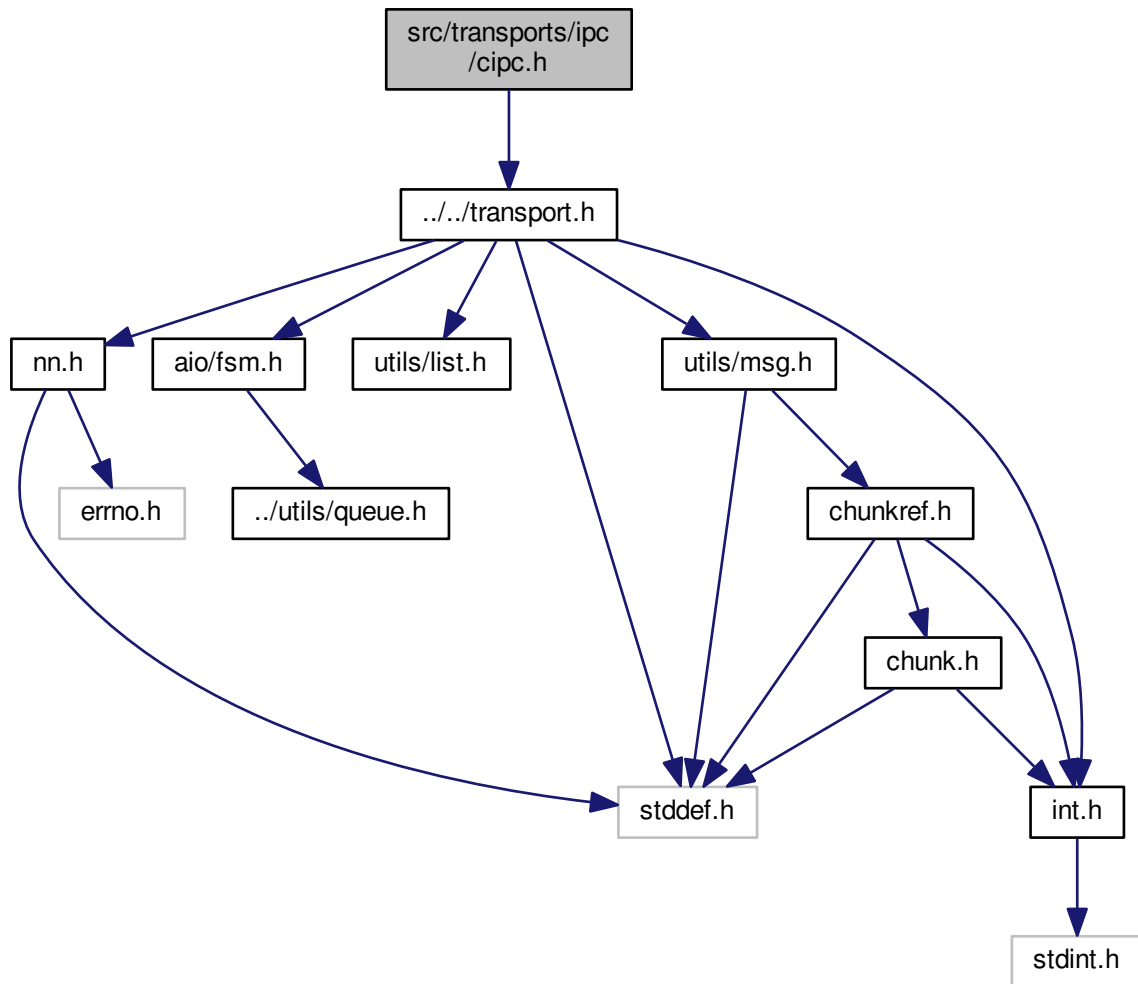 src/transports/ipc
/cipc.h
../../transport.h
nn.h
aio/fsm.h
utils/list.h
utils/msg.h
errno.h
../utils/queue.h
chunkref.h
chunk.h
stddef.h
int.h
stdint.h